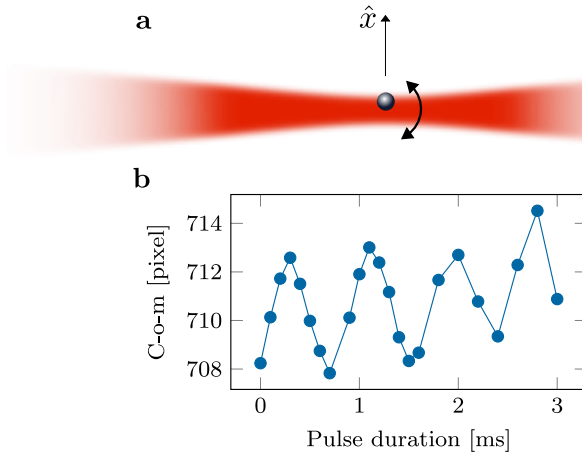 a
x̂
b
C-o-m [pixel]
714
712
710
708
0 1 2 3
Pulse duration [ms]